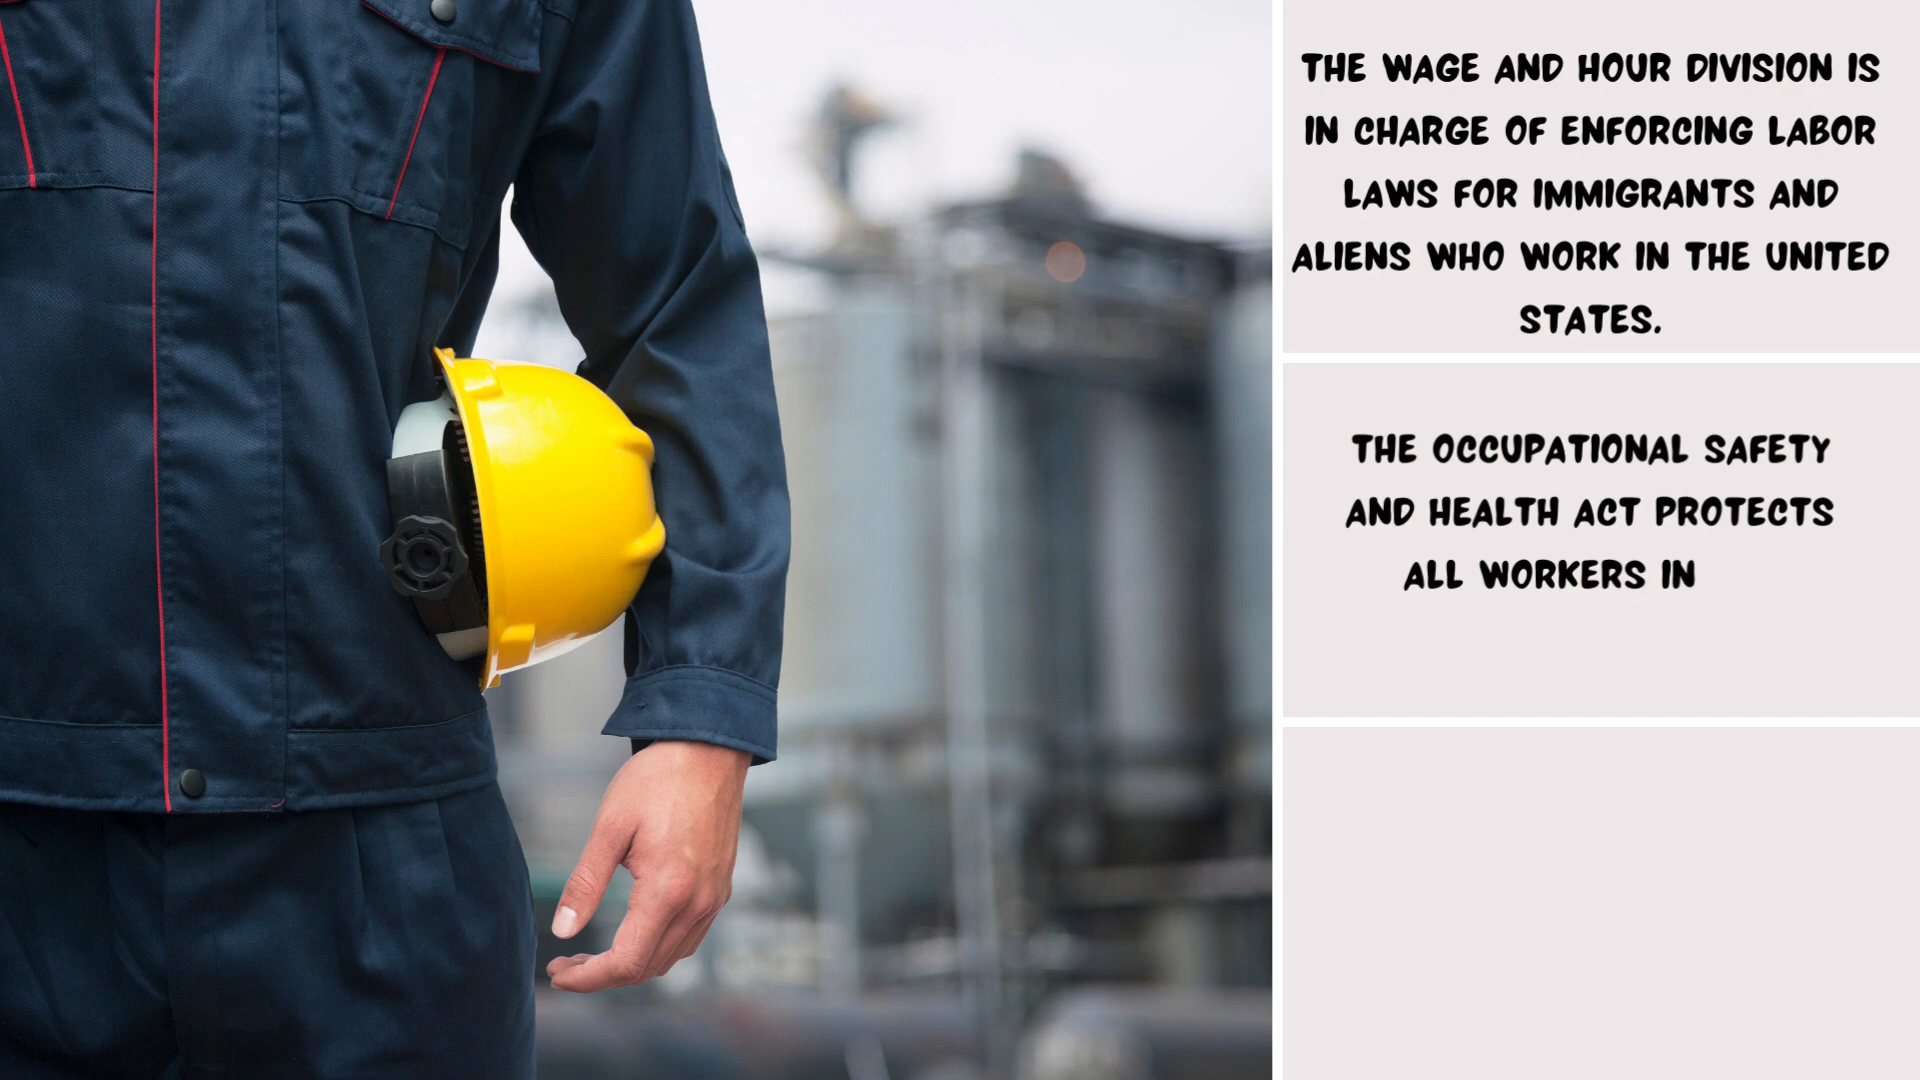 THE WAGE AND HOUR DIVISION IS
IN CHARGE OF ENFORCING LABOR
LAWS FOR IMMIGRANTS AND
ALIENS WHO WORK IN THE UNITED
STATES.
THE OCCUPATIONAL SAFETY
AND HEALTH ACT PROTECTS
ALL WORKERS IN